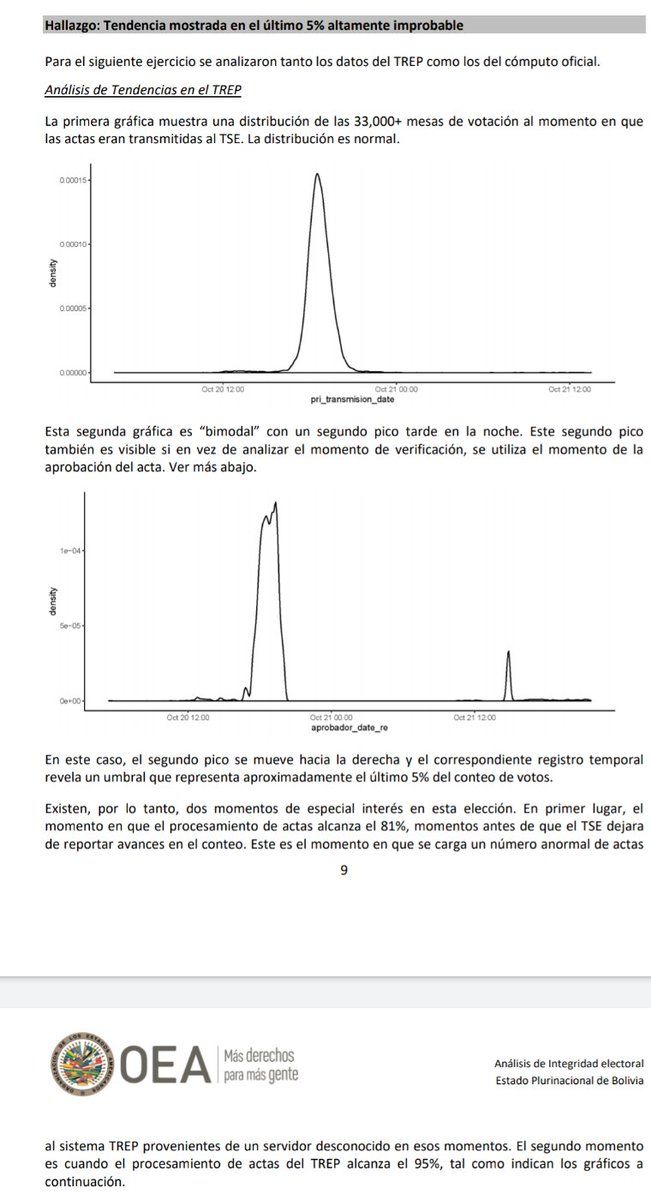 Hallazgo: Tendencia mostrada en el último 5% altamente improbable
Para el siguiente ejercicio se analizaron tanto los datos del TREP como los del cómputo oficial.
Análisis de Tendencias en el TREP
La primera gráfica muestra una distribución de las 33,000+ mesas de votación al momento en que
las actas eran transmitidas al TSE. La distribución es normal.
0.00015
0.00010
density
0.00005
0.00000
Oct 20 12:00
Oct 21 00:00
Oct 21 12:00
pri_transmision_date
Esta segunda gráfica es “bimodal” con un segundo pico tarde en la noche. Este segundo pico
también es visible si en vez de analizar el momento de verificación, se utiliza el momento de la
aprobación del acta. Ver más abajo.
1e-04
density
5e-05
0e+00
Oct 20 12:00
Oct 21 00:00
Oct 21 12:00
aprobador_date_re
En este caso, el segundo pico se mueve hacia la derecha y el correspondiente registro temporal
revela un umbral que representa aproximadamente el último 5% del conteo de votos.
Existen, por lo tanto, dos momentos de especial interés en esta elección. En primer lugar, el
momento en que el procesamiento de actas alcanza el 81%, momentos antes de que el TSE dejara
de reportar avances en el conteo. Este es el momento en que se carga un número anormal de actas
9
OEA
Más derechos
para más gente
Análisis de Integridad electoral
Estado Plurinacional de Bolivia
al sistema TREP provenientes de un servidor desconocido en esos momentos. El segundo momento
es cuando el procesamiento de actas del TREP alcanza el 95%, tal como indican los gráficos a
continuación.